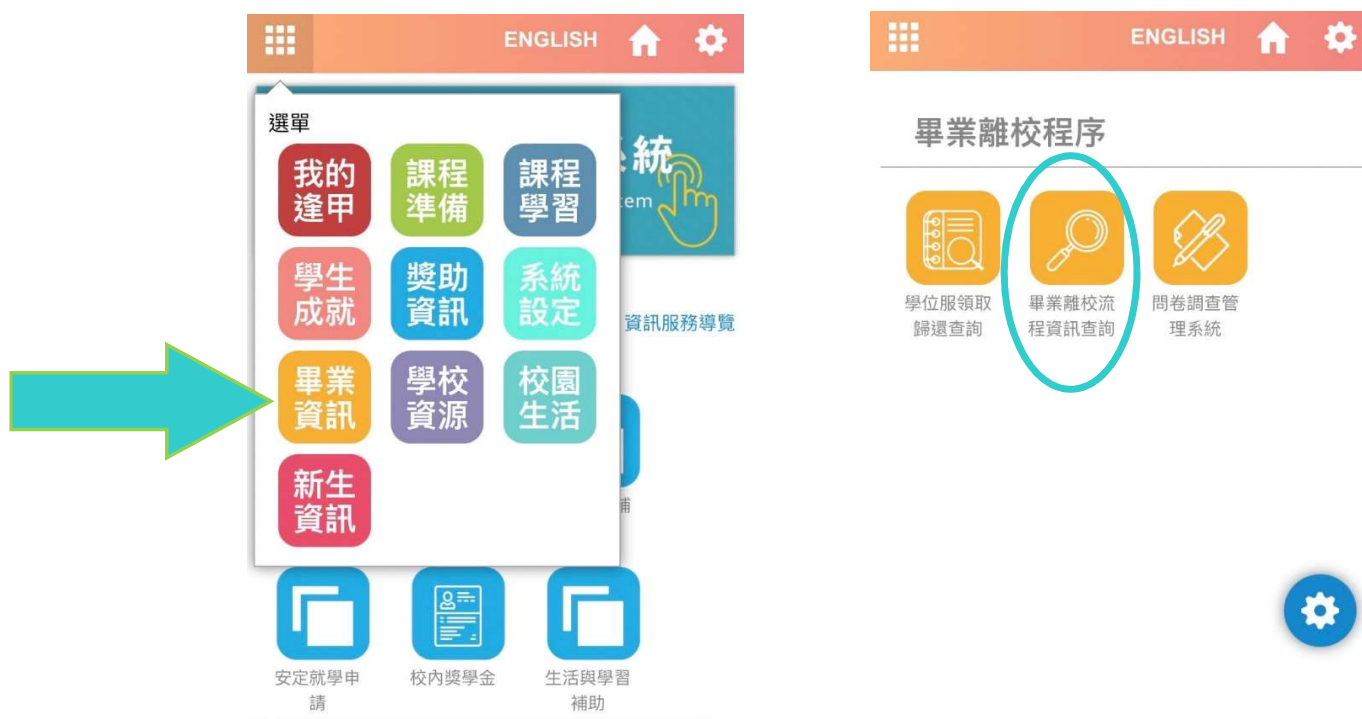 ENGLISH
選單
我的
逢甲
課程
準備
課程
學習
學生
成就
獎助
資訊
系統
設定
畢業
資訊
學校
資源
校園
生活
新生
資訊
統
tem
資訊服務導覽
補
安定就學申
請
校內獎學金
生活與學習
補助
ENGLISH
畢業離校程序
學位服領取
歸還查詢
畢業離校流
程資訊查詢
問卷調查管
理系統